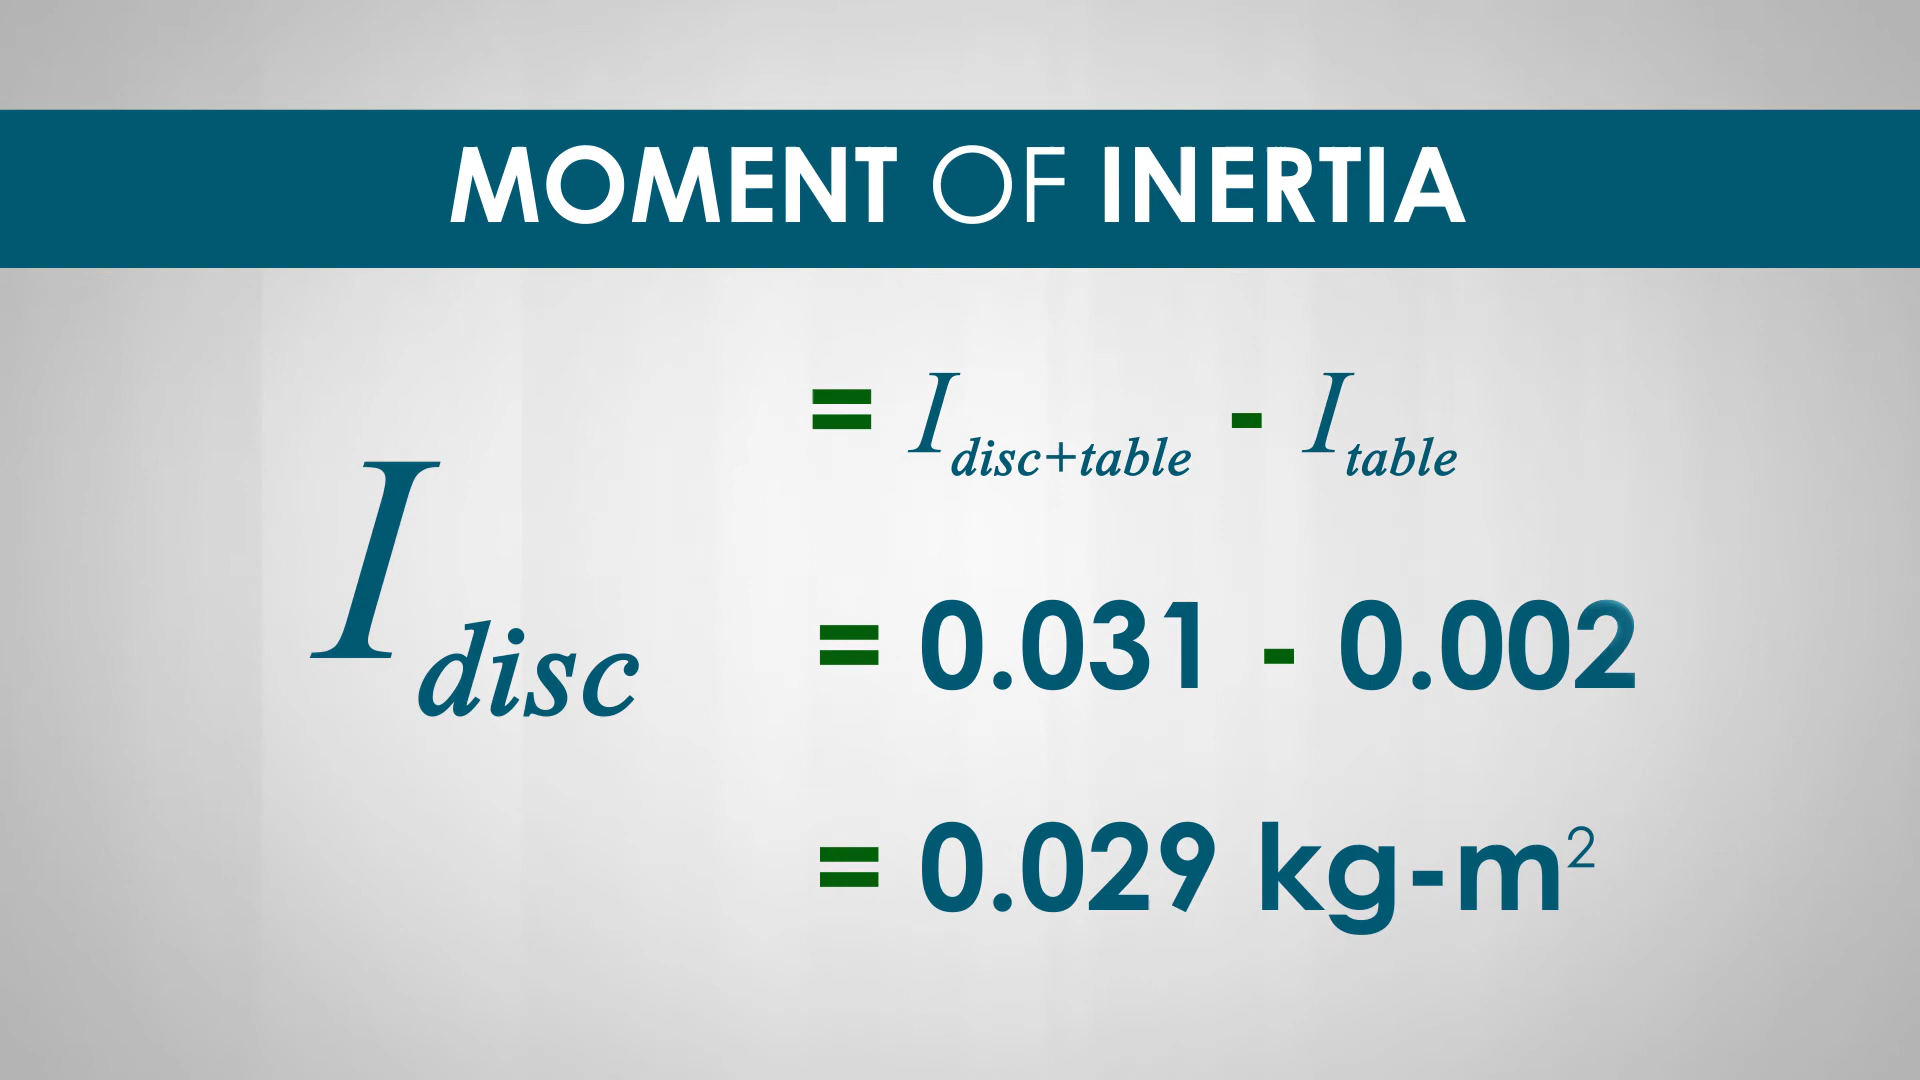 MOMENT OF INERTIA
I_disc = I_disc+table - I_table
= 0.031 - 0.002
= 0.029 kg-m²